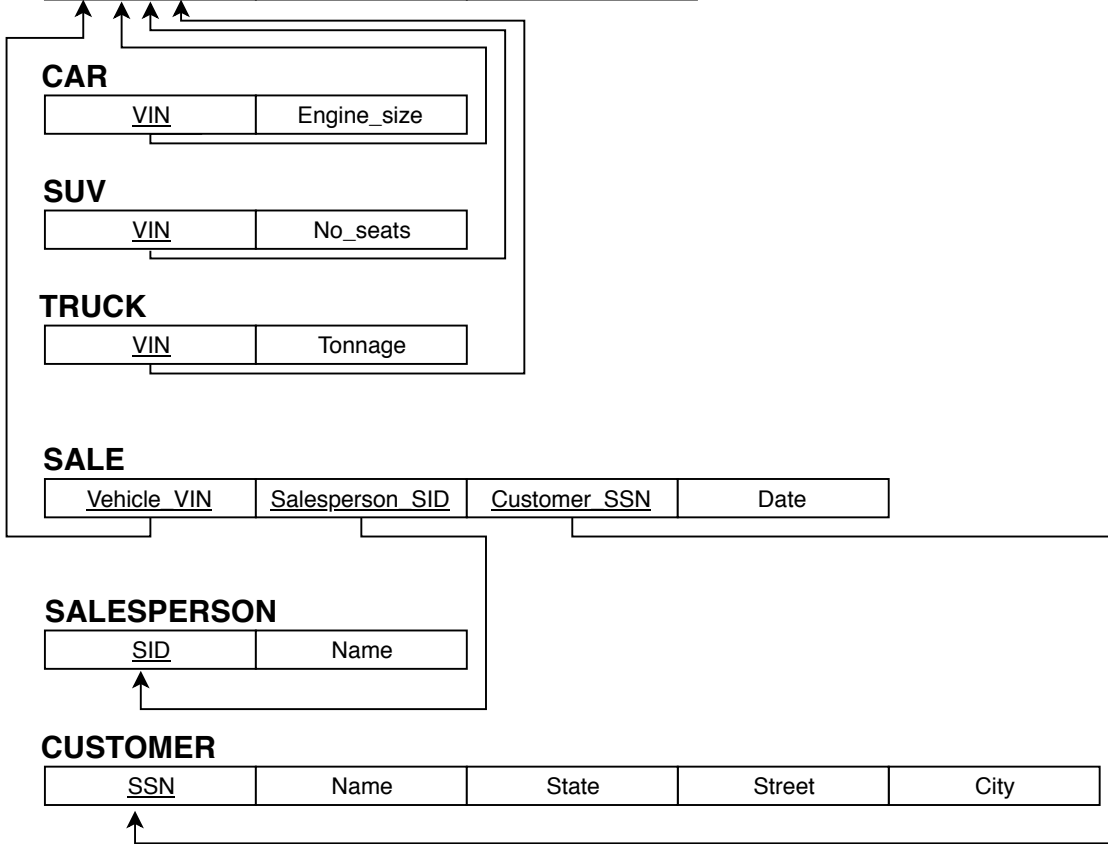 CAR
VIN Engine_size
SUV
VIN No_seats
TRUCK
VIN Tonnage
SALE
Vehicle_VIN Salesperson_SID Customer_SSN Date
SALESPERSON
SID Name
CUSTOMER
SSN Name State Street City